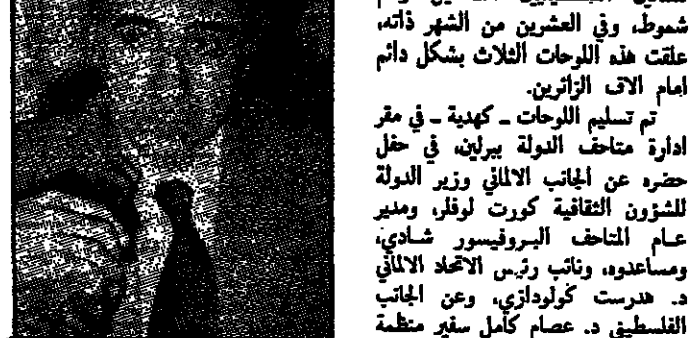 شموط، وفي العشرين من الشهر ذاته،
علقت هذه اللوحات الثلاث بشكل دائم
امام الاف الزائرين.
تم تسليم اللوحات ـ كهدية ـ في مقر
ادارة متاحف الدولة ببرلين، في حفل
حضره عن الجانب الالماني وزير الدولة
للشؤون الثقافية كورت لوفلر، ومدير
عام المتاحف البروفيسور شادي،
ومساعدوه، ونائب رئيس الاتحاد الالماني
د. هدرست كولودازي، وعن الجانب
الفلسطيني د. عصام كامل سفير منظمة